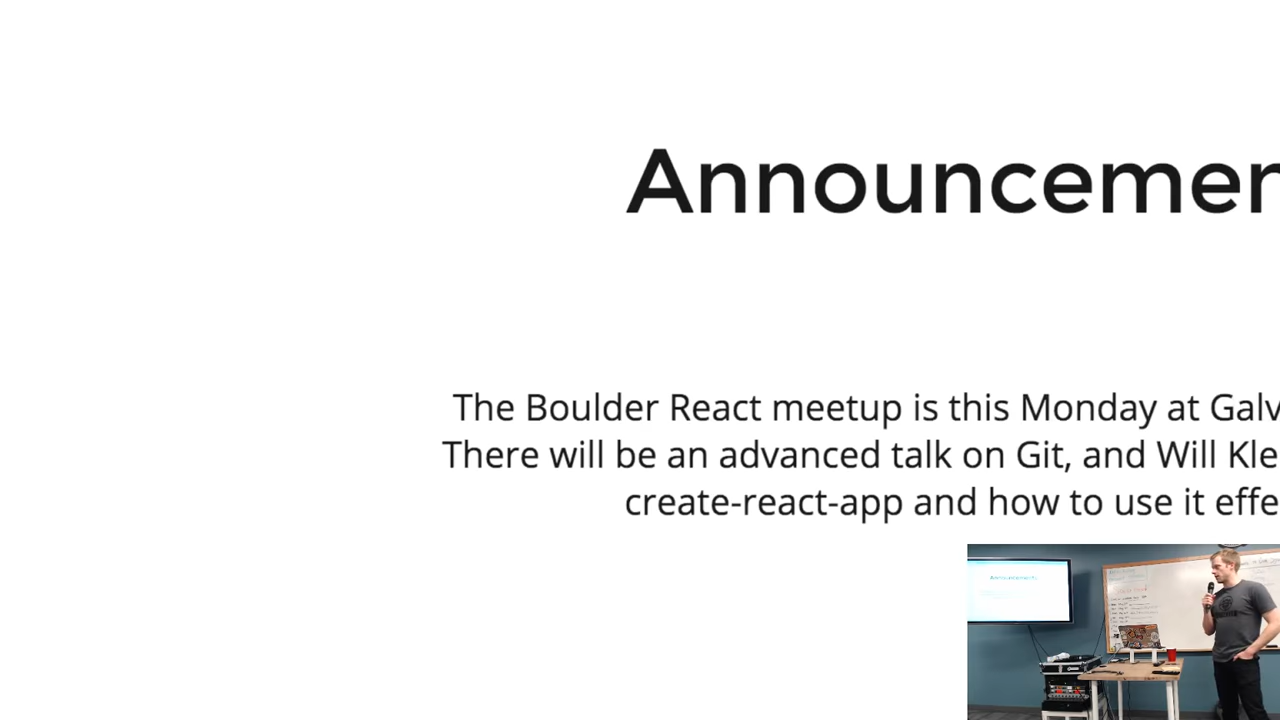 Announcemen
The Boulder React meetup is this Monday at Galv
There will be an advanced talk on Git, and Will Kle
create-react-app and how to use it effe